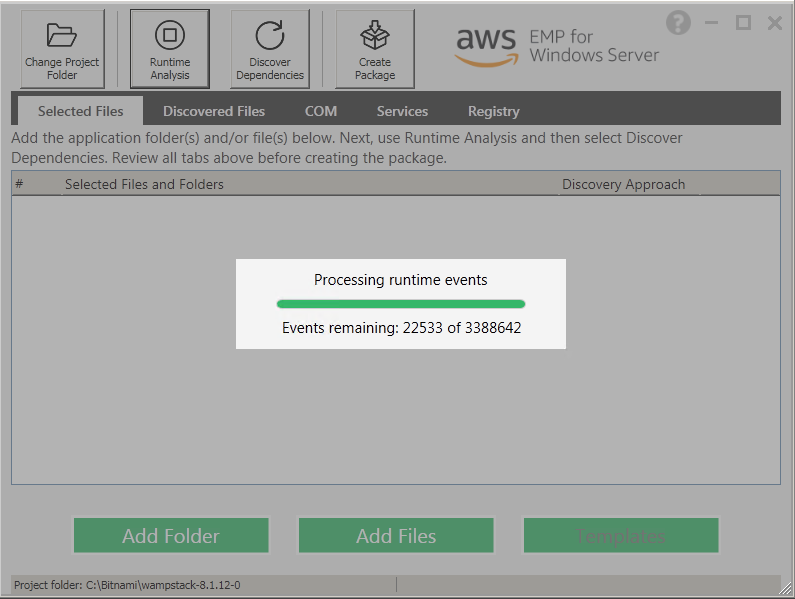 Change Project
Folder
Runtime
Analysis
Discover
Dependencies
Create
Package
aws
EMP for
Windows Server
?
Selected Files
Discovered Files
COM
Services
Registry
Add the application folder(s) and/or file(s) below. Next, use Runtime Analysis and then select Discover
Dependencies. Review all tabs above before creating the package.
# Selected Files and Folders Discovery Approach
Processing runtime events
Events remaining: 22533 of 3388642
Add Folder
Add Files
Templates
Project folder: C:\Bitnami\wampstack-8.1.12-0